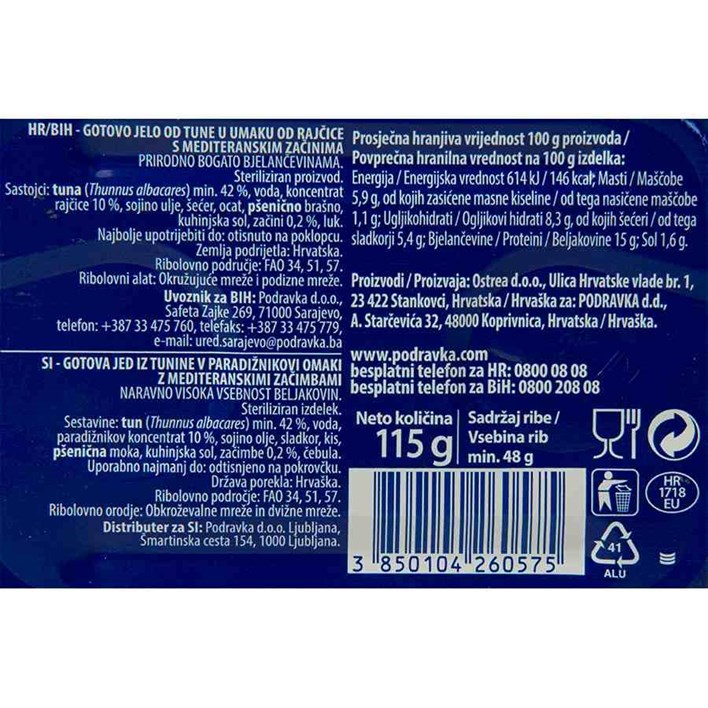 HR/BIH - GOTOVO JELO OD TUNE U UMAKU OD RAJČICE
S MEDITERANSKIM ZAČINIMA
PRIRODNO BOGATO BJELANČEVINAMA.
Steriliziran proizvod.
Sastojci: tuna (Thunnus albacares) min. 42 %, voda, koncentrat
rajčice 10 %, sojino ulje, šećer, ocat, pšenično brašno,
kuhinjska sol, začini 0,2 %, luk.
Najbolje upotrijebiti do: otisnuto na poklopcu.
Zemlja podrijetla: Hrvatska.
Ribolovno područje: FAO 34, 51, 57.
Ribolovni alat: Okružujuće mreže i podizne mreže.
Uvoznik za BIH: Podravka d.o.o.,
Safeta Zajke 269, 71000 Sarajevo,
telefon: +387 33 475 760, telefaks: +387 33 475 779,
e-mail: ured.sarajevo@podravka.ba
SI - GOTOVA JED IZ TUNINE V PARADIŽNIKOVI OMAKI
Z MEDITERANSKIMI ZAČIMBAMI
NARAVNO VISOKA VSEBNOST BELJAKOVIN.
Steriliziran izdelek.
Sestavine: tun (Thunnus albacares) min. 42 %, voda,
paradižnikov koncentrat 10 %, sojino olje, sladkor, kis,
pšenična moka, kuhinjska sol, začimbe 0,2 %, čebula.
Uporabno najmanj do: odtisnjeno na pokrovčku.
Država porekla: Hrvaška.
Ribolovno področje: FAO 34, 51, 57.
Ribolovno orodje: Obkroževalne mreže in dvižne mreže.
Distributer za SI: Podravka d.o.o. Ljubljana,
Šmartinska cesta 154, 1000 Ljubljana.
Prosječna hranjiva vrijednost 100 g proizvoda /
Povprečna hranilna vrednost na 100 g izdelka:
Energija / Energijska vrednost 614 kJ / 146 kcal; Masti / Maščobe
5,9 g, od kojih zasićene masne kiseline / od tega nasičene maščobe
1,1 g; Ugljikohidrati / Ogljikovi hidrati 8,3 g, od kojih šećeri / od tega
sladkorji 5,4 g; Bjelančevine / Proteini / Beljakovine 15 g; Sol 1,6 g.
Proizvodi / Proizvaja: Ostrea d.o.o., Ulica Hrvatske vlade br. 1,
23 422 Stankovci, Hrvatska / Hrvaška za: PODRAVKA d.d.,
A. Starčevića 32, 48000 Koprivnica, Hrvatska / Hrvaška.
www.podravka.com
besplatni telefon za HR: 0800 08 08
besplatni telefon za BiH: 0800 208 08
Neto količina
115 g
Sadržaj ribe /
Vsebina rib
min. 48 g
HR
1718
EU
3 850104 260575
41
ALU